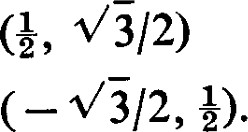 (½, √3/2)
(−√3/2, ½).